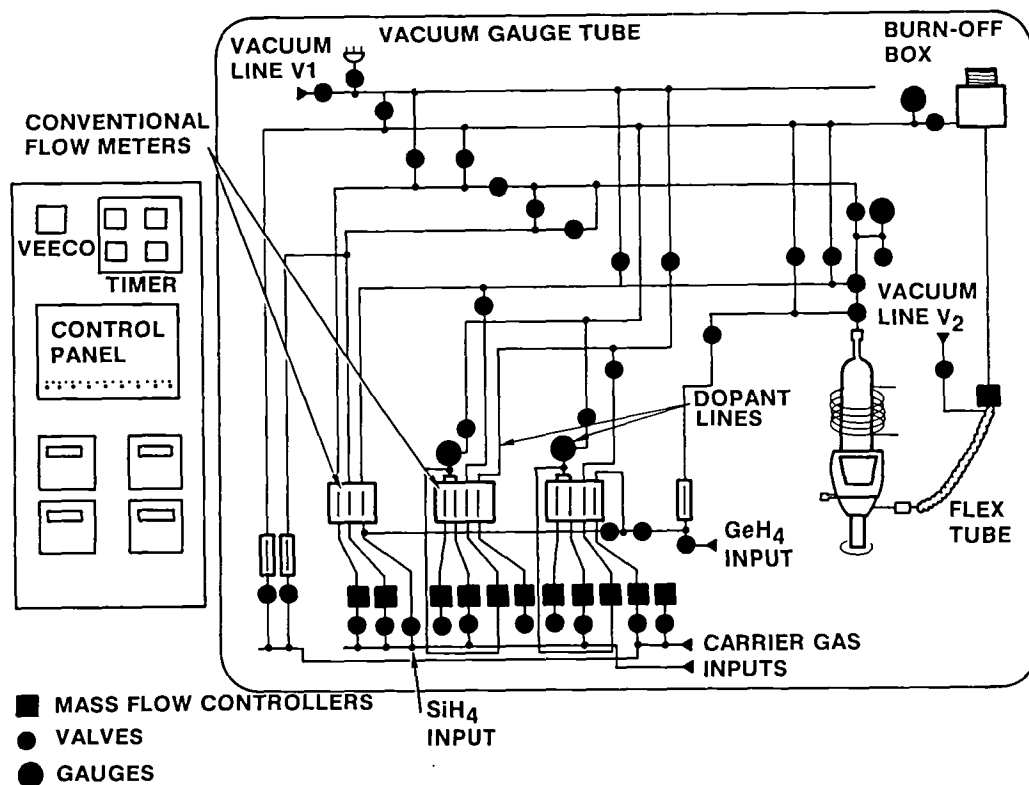 VACUUM GAUGE TUBE
VACUUM
LINE V1
BURN-OFF
BOX
CONVENTIONAL
FLOW METERS
VEECO
TIMER
CONTROL
PANEL
VACUUM
LINE V2
DOPANT
LINES
FLEX
TUBE
GeH4
INPUT
CARRIER GAS
INPUTS
SiH4
INPUT
MASS FLOW CONTROLLERS
VALVES
GAUGES